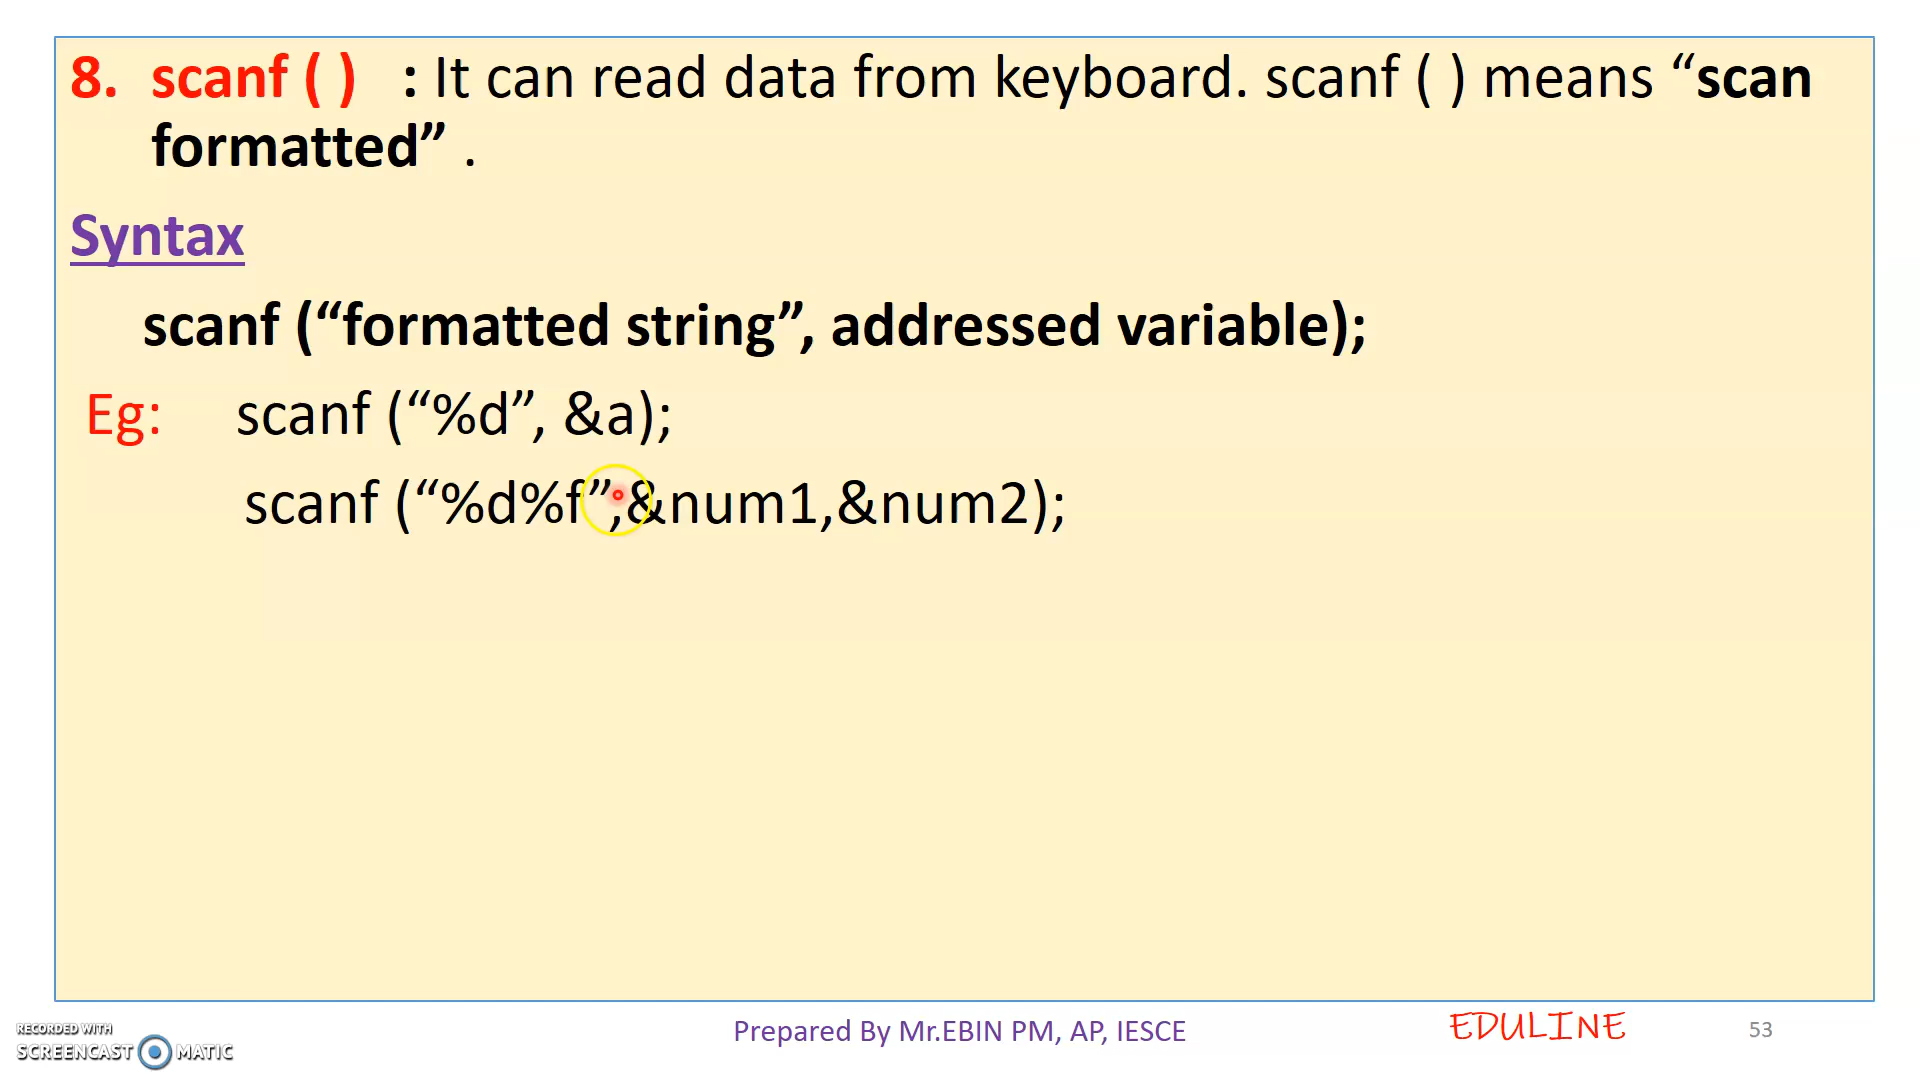 8. scanf ( ) : It can read data from keyboard. scanf ( ) means “scan
formatted” .
Syntax
scanf (“formatted string”, addressed variable);
Eg: scanf (“%d”, &a);
scanf (“%d%f”,&num1,&num2);
RECORDED WITH
SCREENCAST MATIC
Prepared By Mr.EBIN PM, AP, IESCE
EDULINE
53